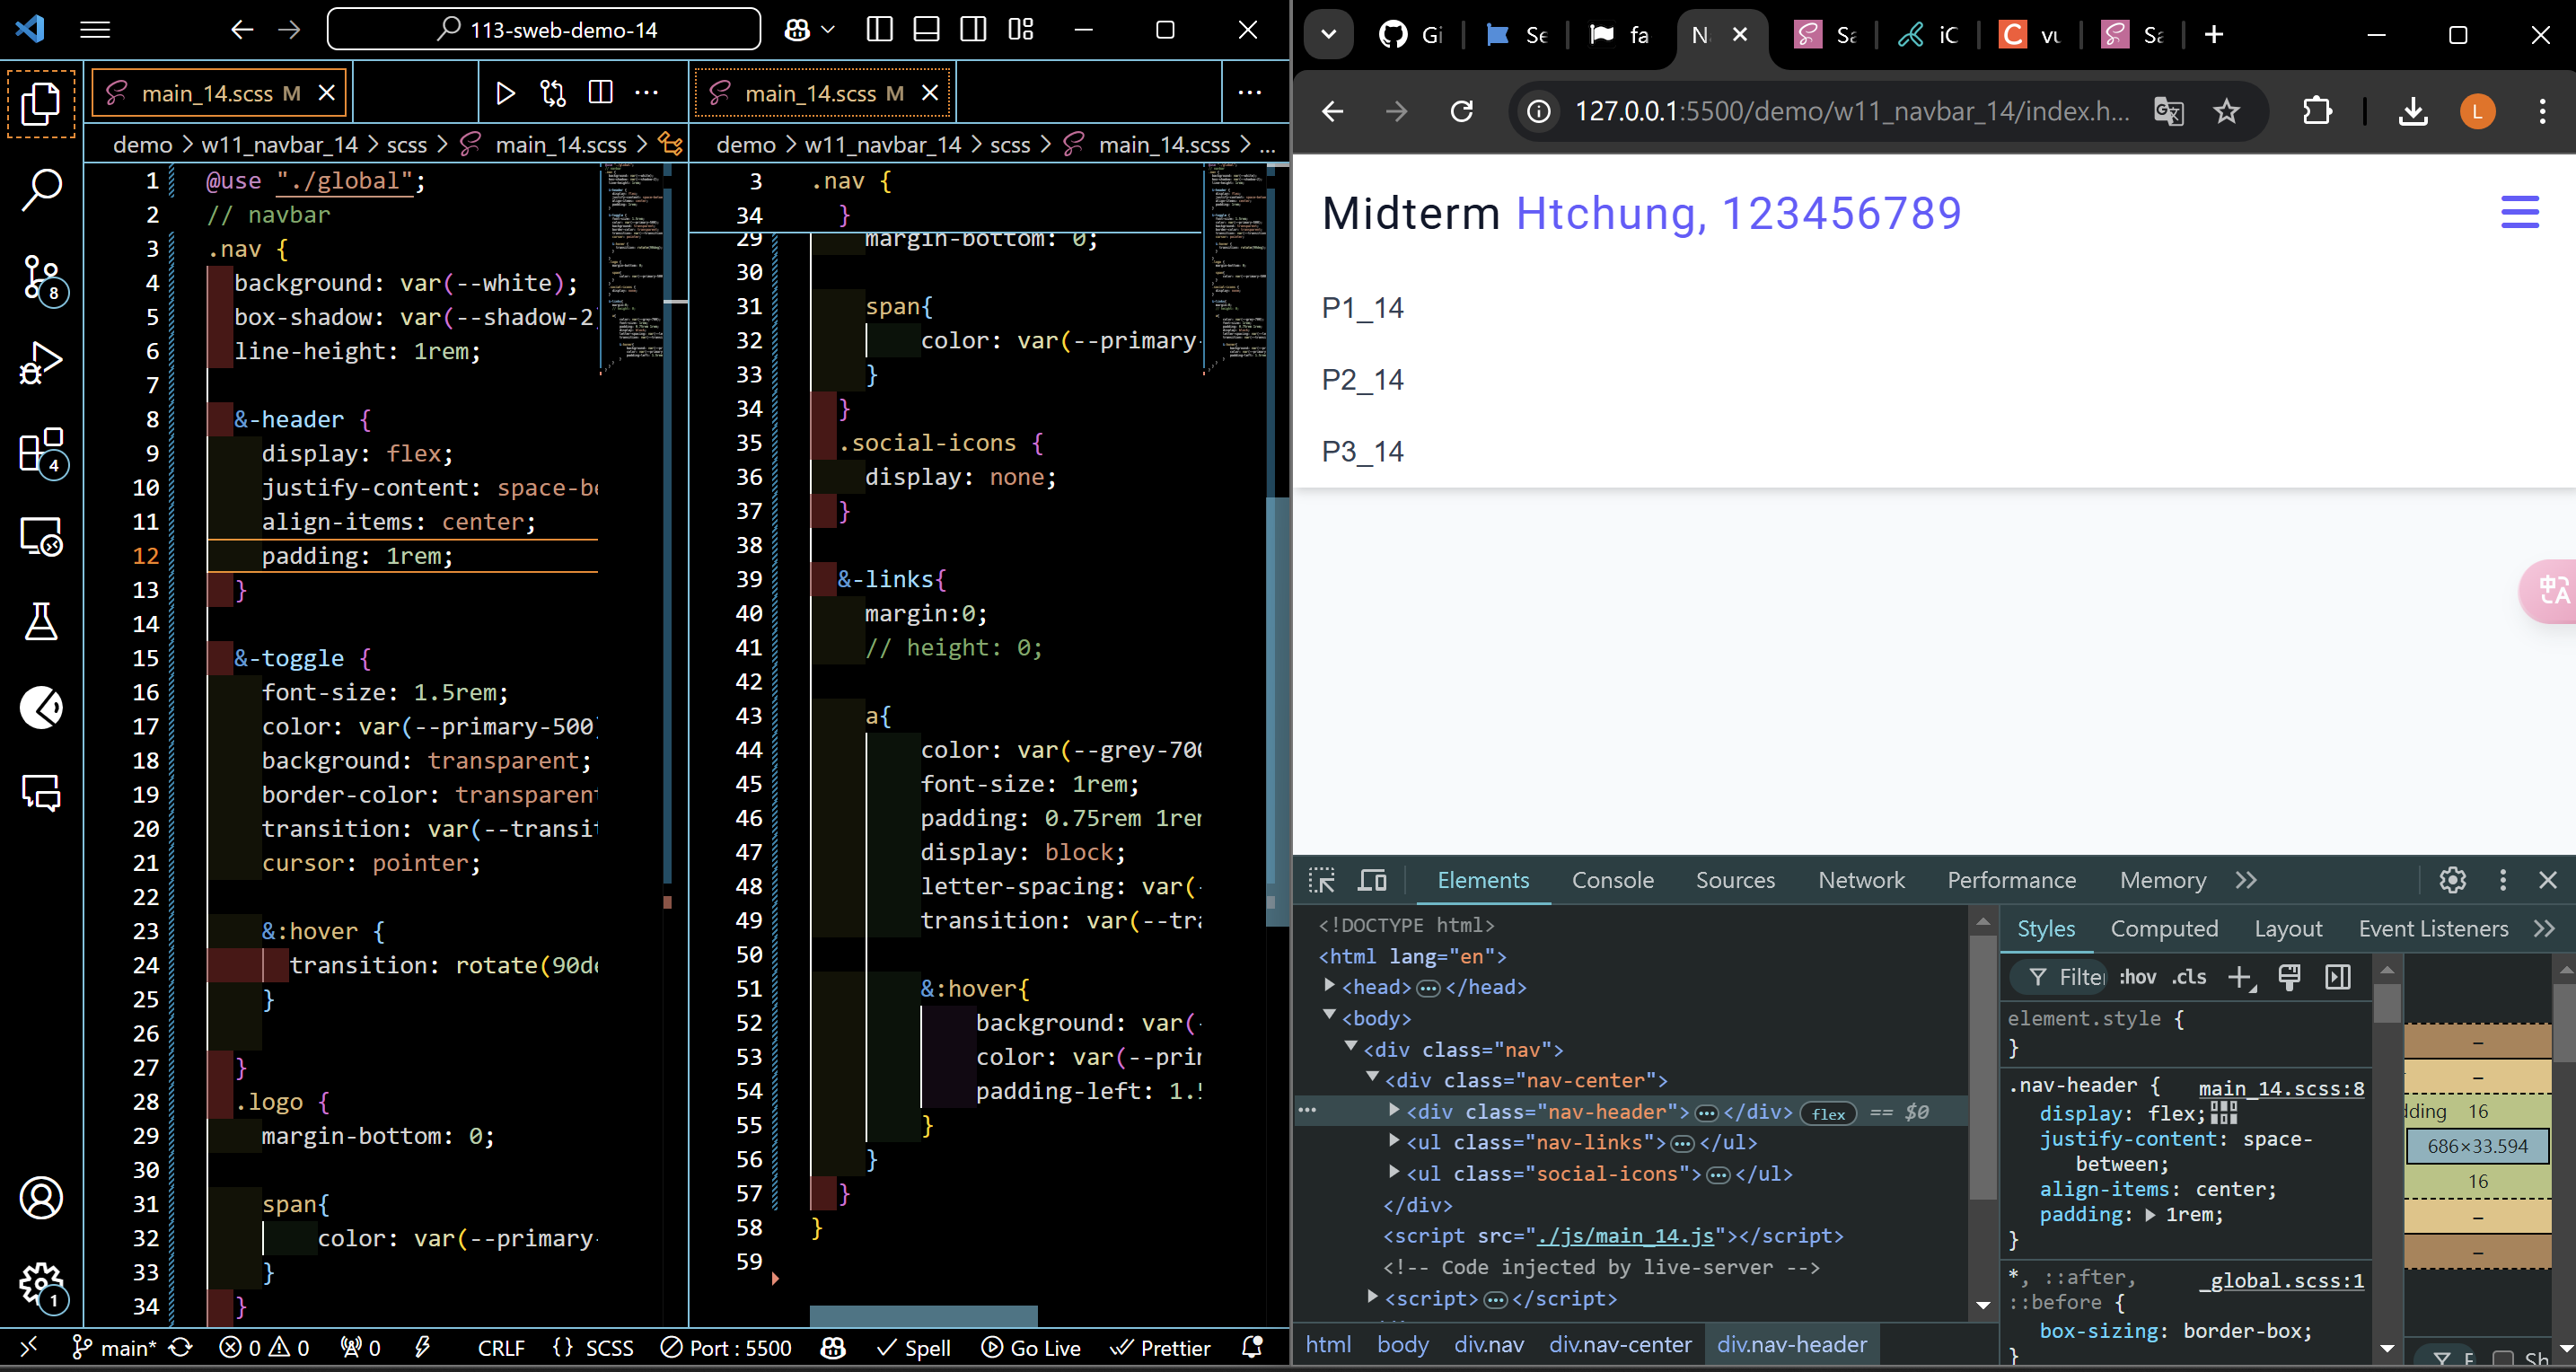 113-sweb-demo-14
main_14.scss M
main_14.scss M
demo > w11_navbar_14 > scss > main_14.scss >
demo > w11_navbar_14 > scss > main_14.scss > ...
1 @use "./global";
2 // navbar
3 .nav {
4 background: var(--white);
5 box-shadow: var(--shadow-2)
6 line-height: 1rem;
7
8 &-header {
9 display: flex;
10 justify-content: space-be
11 align-items: center;
12 padding: 1rem;
13 }
14
15 &-toggle {
16 font-size: 1.5rem;
17 color: var(--primary-500)
18 background: transparent;
19 border-color: transparent
20 transition: var(--transit
21 cursor: pointer;
22
23 &:hover {
24 transition: rotate(90de
25 }
26
27 }
28 .logo {
29 margin-bottom: 0;
30
31 span{
32 color: var(--primary-
33 }
34 }
3 .nav {
34 }
29 margin-bottom: 0;
30
31 span{
32 color: var(--primary-
33 }
34 }
35 .social-icons {
36 display: none;
37 }
38
39 &-links{
40 margin:0;
41 // height: 0;
42
43 a{
44 color: var(--grey-700
45 font-size: 1rem;
46 padding: 0.75rem 1rem
47 display: block;
48 letter-spacing: var(-
49 transition: var(--tra
50
51 &:hover{
52 background: var(-
53 color: var(--prim
54 padding-left: 1.5
55 }
56 }
57 }
58 }
59
8
4
1
main* 0 0 0 CRLF {} SCSS Port : 5500 Spell Go Live Prettier
Gi
Se
fa
N
Sa
iC
vu
Sa
127.0.0.1:5500/demo/w11_navbar_14/index.h...
L
Midterm Htchung, 123456789
P1_14
P2_14
P3_14
中A
Elements Console Sources Network Performance Memory
<!DOCTYPE html>
<html lang="en">
<head> ... </head>
<body>
<div class="nav">
<div class="nav-center">
<div class="nav-header"> ... </div> flex == $0
<ul class="nav-links"> ... </ul>
<ul class="social-icons"> ... </ul>
</div>
<script src="./js/main_14.js"></script>
<!-- Code injected by live-server -->
<script> ... </script>
html body div.nav div.nav-center div.nav-header
Styles Computed Layout Event Listeners
Filter :hov .cls
element.style {
}
.nav-header { main_14.scss:8
display: flex;
justify-content: space-
between;
align-items: center;
padding: 1rem;
}
*, ::after, _global.scss:1
::before {
box-sizing: border-box;
}
–
–
dding 16
686×33.594
16
–
–
F Sh